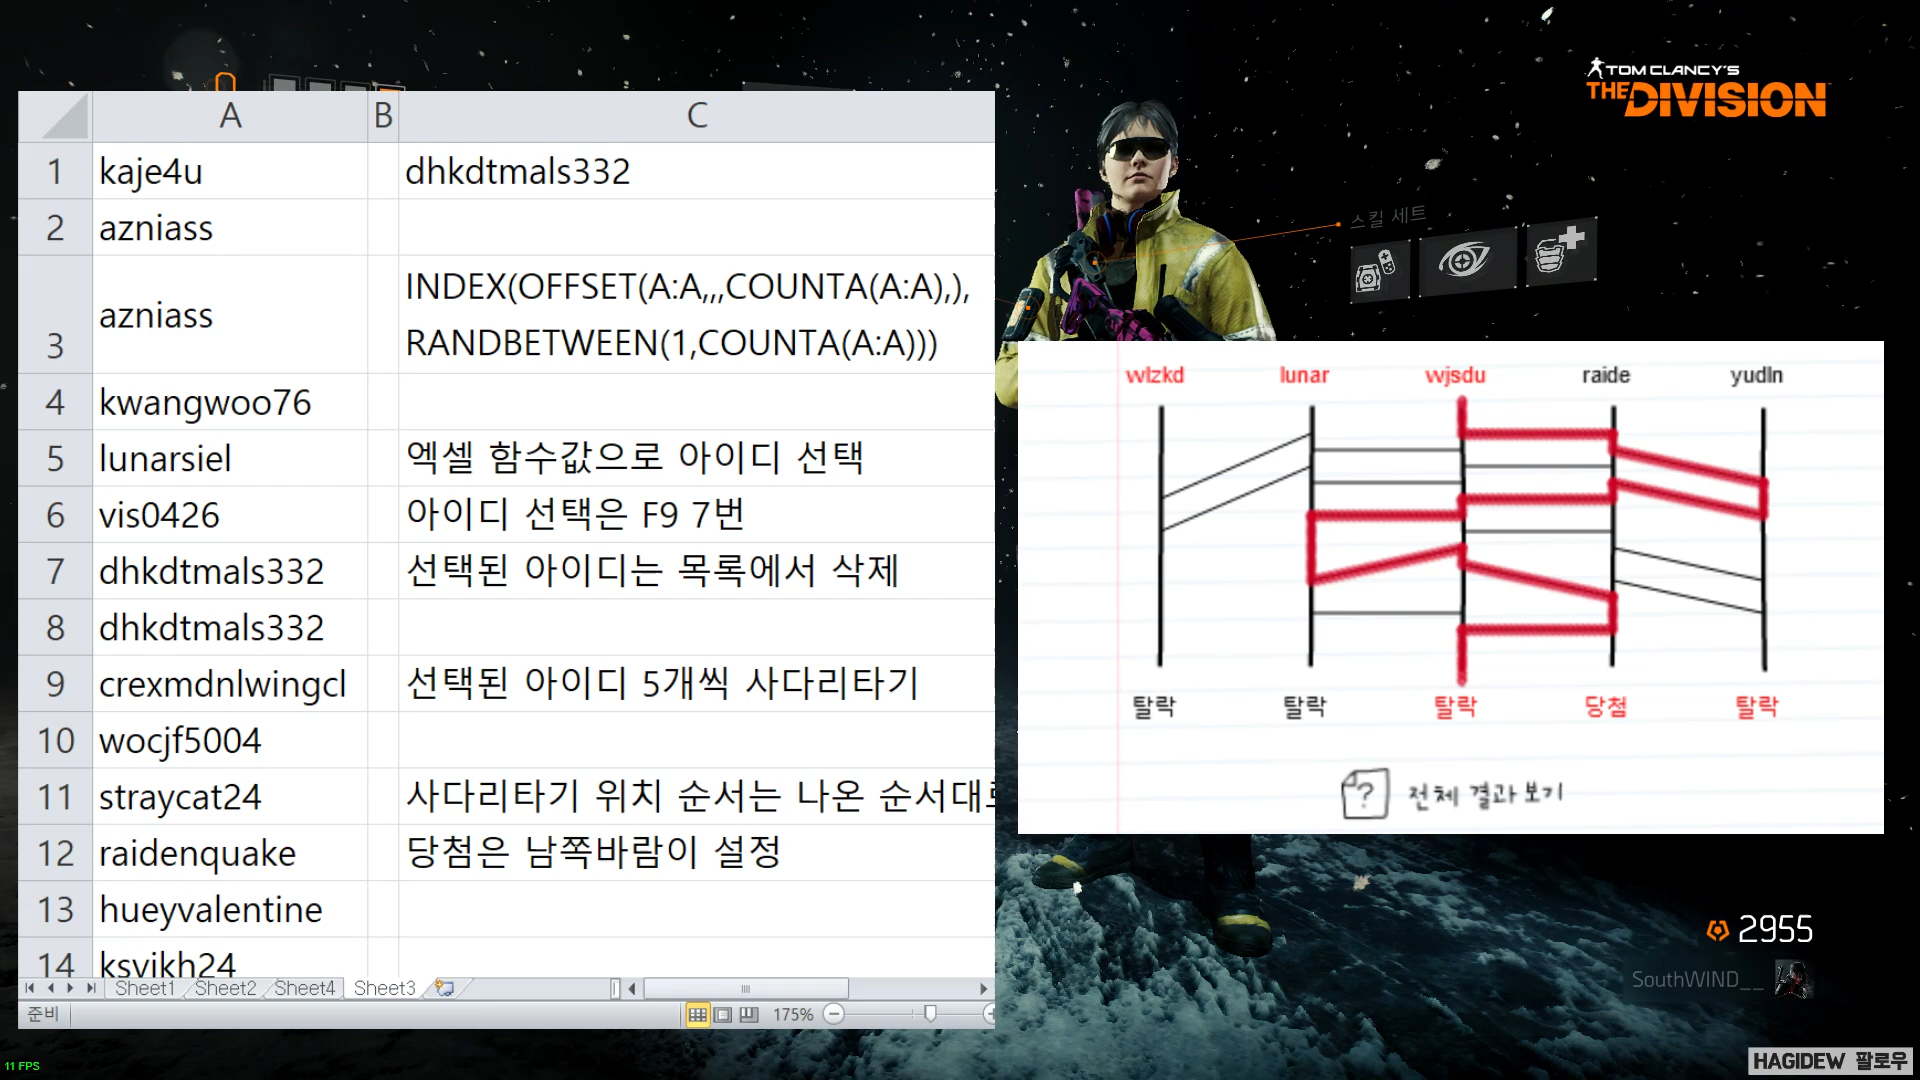 TOM CLANCY'S
THE DIVISION
A B C
1 kaje4u dhkdtmals332
2 azniass
3 azniass INDEX(OFFSET(A:A,,,COUNTA(A:A),),
RANDBETWEEN(1,COUNTA(A:A)))
4 kwangwoo76
5 lunarsiel 엑셀 함수값으로 아이디 선택
6 vis0426 아이디 선택은 F9 7번
7 dhkdtmals332 선택된 아이디는 목록에서 삭제
8 dhkdtmals332
9 crexmdnlwingcl 선택된 아이디 5개씩 사다리타기
10 wocjf5004
11 straycat24 사다리타기 위치 순서는 나온 순서대로
12 raidenquake 당첨은 남쪽바람이 설정
13 hueyvalentine
14 ksvikh24
Sheet1 Sheet2 Sheet4 Sheet3
준비 175%
스킬 세트
wlzkd lunar wjsdu raide yudln
탈락 탈락 탈락 당첨 탈락
? 전체 결과 보기
2955
SouthWIND__
11 FPS
HAGIDEW 팔로우